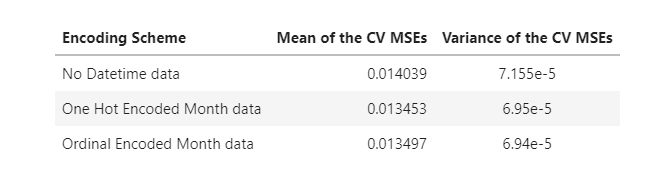 Encoding Scheme Mean of the CV MSEs Variance of the CV MSEs
No Datetime data 0.014039 7.155e-5
One Hot Encoded Month data 0.013453 6.95e-5
Ordinal Encoded Month data 0.013497 6.94e-5